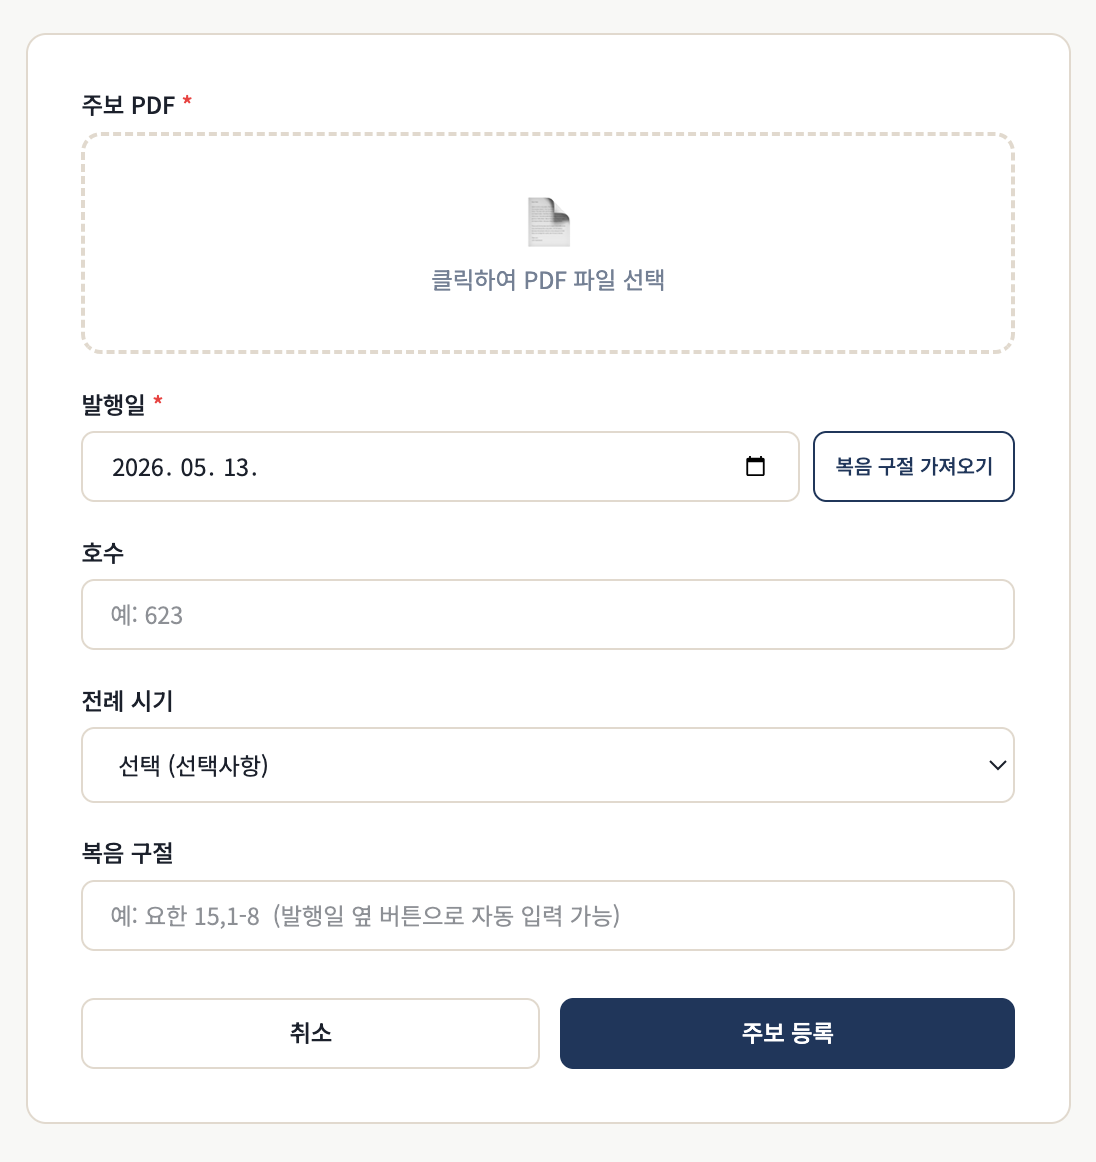 주보 PDF *
클릭하여 PDF 파일 선택
발행일 *
2026. 05. 13.
복음 구절 가져오기
호수
예: 623
전례 시기
선택 (선택사항)
복음 구절
예: 요한 15,1-8 (발행일 옆 버튼으로 자동 입력 가능)
취소
주보 등록